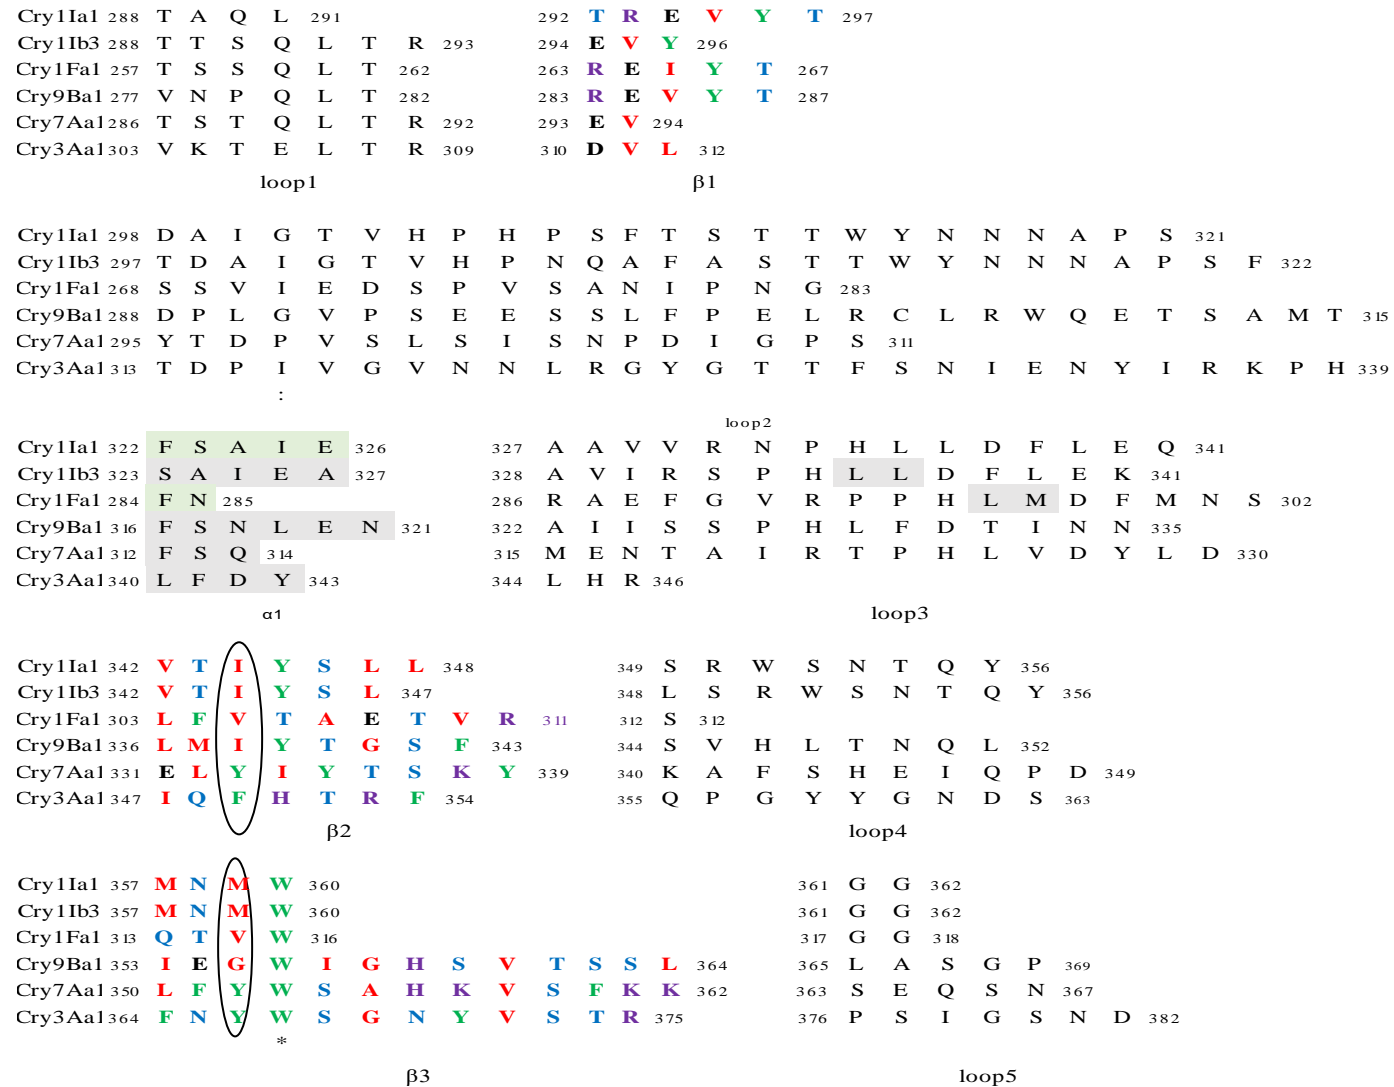 Cry1Ia1 288 T A Q L 291 292 T R E V Y T 297
Cry1Ib3 288 T T S Q L T R 293 294 E V Y 296
Cry1Fa1 257 T S S Q L T 262 263 R E I Y T 267
Cry9Ba1 277 V N P Q L T 282 283 R E V Y T 287
Cry7Aa1 286 T S T Q L T R 292 293 E V 294
Cry3Aa1 303 V K T E L T R 309 310 D V L 312
loop1 β1
Cry1Ia1 298 D A I G T V H P H P S F T S T T W Y N N N A P S 321
Cry1Ib3 297 T D A I G T V H P N Q A F A S T T W Y N N N A P S F 322
Cry1Fa1 268 S S V I E D S P V S A N I P N G 283
Cry9Ba1 288 D P L G V P S E E S S L F P E L R C L R W Q E T S A M T 315
Cry7Aa1 295 Y T D P V S L S I S N P D I G P S 311
Cry3Aa1 313 T D P I V G V N N L R G Y G T T F S N I E N Y I R K P H 339
:
loop2
Cry1Ia1 322 F S A I E 326 327 A A V V R N P H L L D F L E Q 341
Cry1Ib3 323 S A I E A 327 328 A V I R S P H L L D F L E K 341
Cry1Fa1 284 F N 285 286 R A E F G V R P P H L M D F M N S 302
Cry9Ba1 316 F S N L E N 321 322 A I I S S P H L F D T I N N 335
Cry7Aa1 312 F S Q 314 315 M E N T A I R T P H L V D Y L D 330
Cry3Aa1 340 L F D Y 343 344 L H R 346
α1 loop3
Cry1Ia1 342 V T I Y S L L 348 349 S R W S N T Q Y 356
Cry1Ib3 342 V T I Y S L 347 348 L S R W S N T Q Y 356
Cry1Fa1 303 L F V T A E T V R 311 312 S 312
Cry9Ba1 336 L M I Y T G S F 343 344 S V H L T N Q L 352
Cry7Aa1 331 E L Y I Y T S K Y 339 340 K A F S H E I Q P D 349
Cry3Aa1 347 I Q F H T R F 354 355 Q P G Y Y G N D S 363
β2 loop4
Cry1Ia1 357 M N M W 360 361 G G 362
Cry1Ib3 357 M N M W 360 361 G G 362
Cry1Fa1 313 Q T V W 316 317 G G 318
Cry9Ba1 353 I E G W I G H S V T S S L 364 365 L A S G P 369
Cry7Aa1 350 L F Y W S A H K V S F K K 362 363 S E Q S N 367
Cry3Aa1 364 F N Y W S G N Y V S T R 375 376 P S I G S N D 382
*
β3 loop5